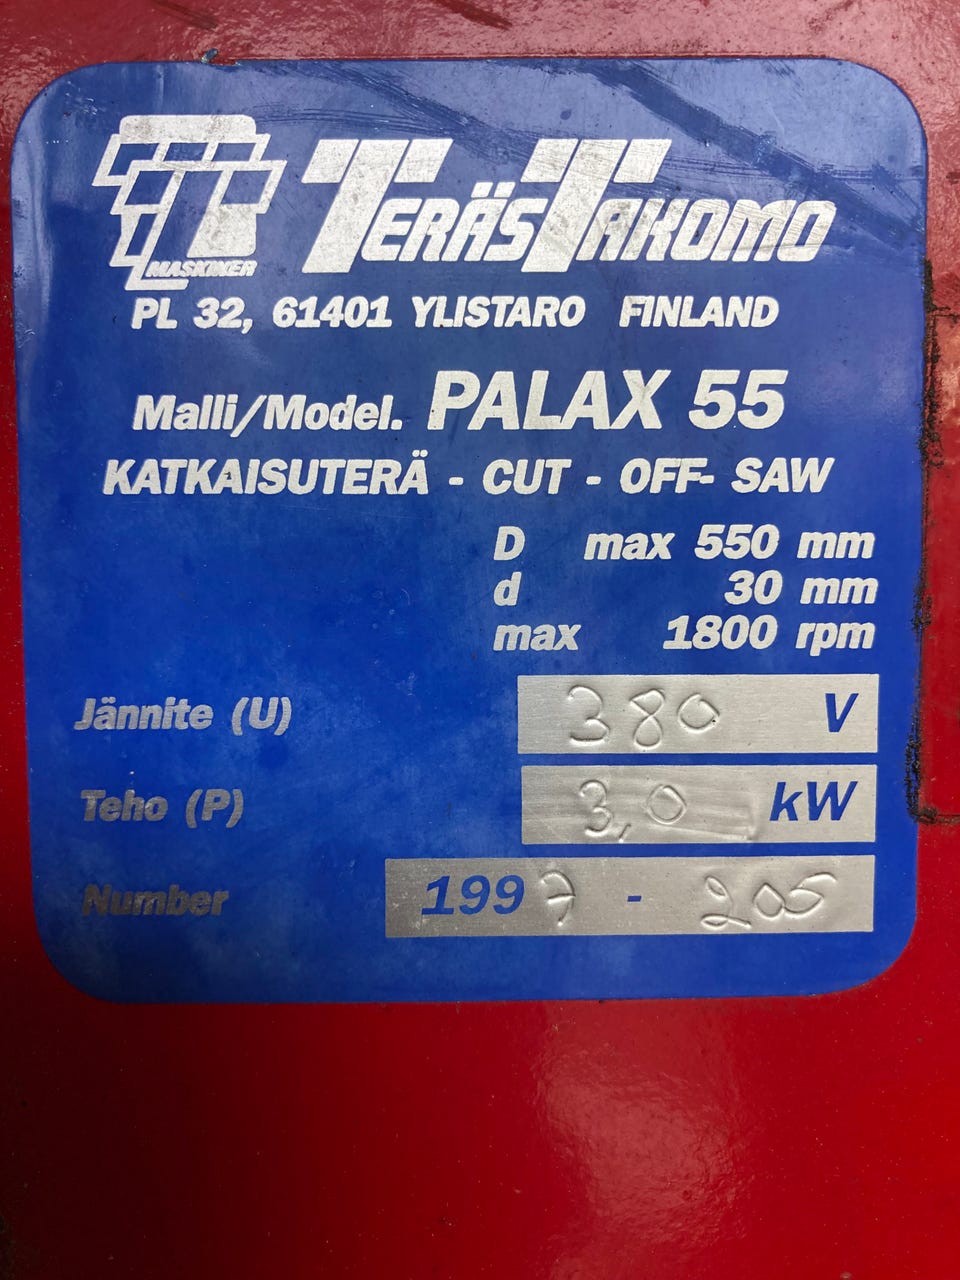 MASKINER
TERÄSTAKOMO
PL 32, 61401 YLISTARO FINLAND
Malli/Model. PALAX 55
KATKAISUTERÄ - CUT - OFF- SAW
D max 550 mm
d 30 mm
max 1800 rpm
Jännite (U) 380 V
Teho (P) 3,0 kW
Number 1997 - 205